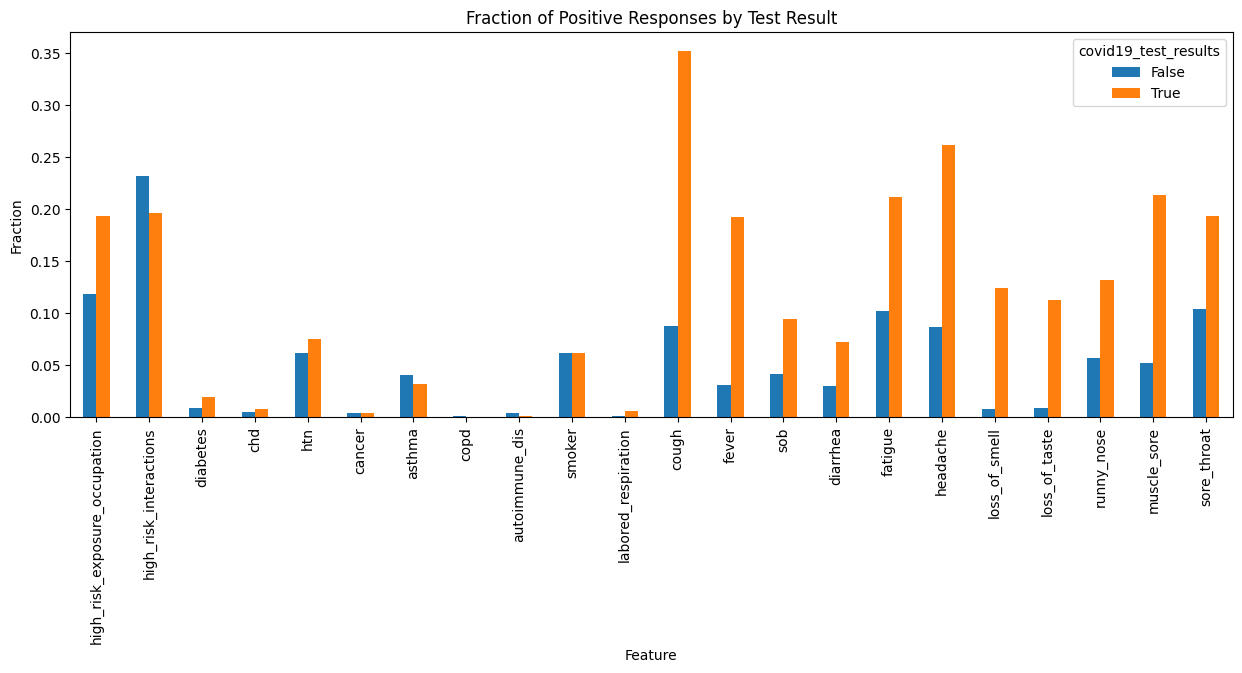 Fraction of Positive Responses by Test Result
covid19_test_results
False
True
Fraction
0.35
0.30
0.25
0.20
0.15
0.10
0.05
0.00
high_risk_exposure_occupation
high_risk_interactions
diabetes
chd
htn
cancer
asthma
copd
autoimmune_dis
smoker
labored_respiration
cough
fever
sob
diarrhea
fatigue
headache
loss_of_smell
loss_of_taste
runny_nose
muscle_sore
sore_throat
Feature